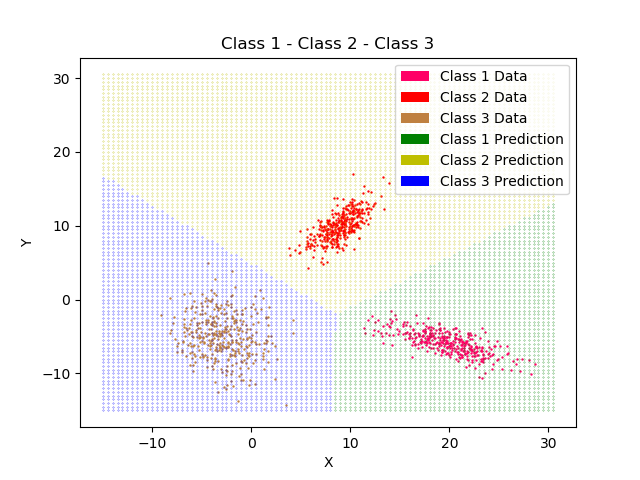 Class 1 - Class 2 - Class 3
Class 1 Data
Class 2 Data
Class 3 Data
Class 1 Prediction
Class 2 Prediction
Class 3 Prediction
30
20
10
0
−10
Y
−10
0
10
20
30
X